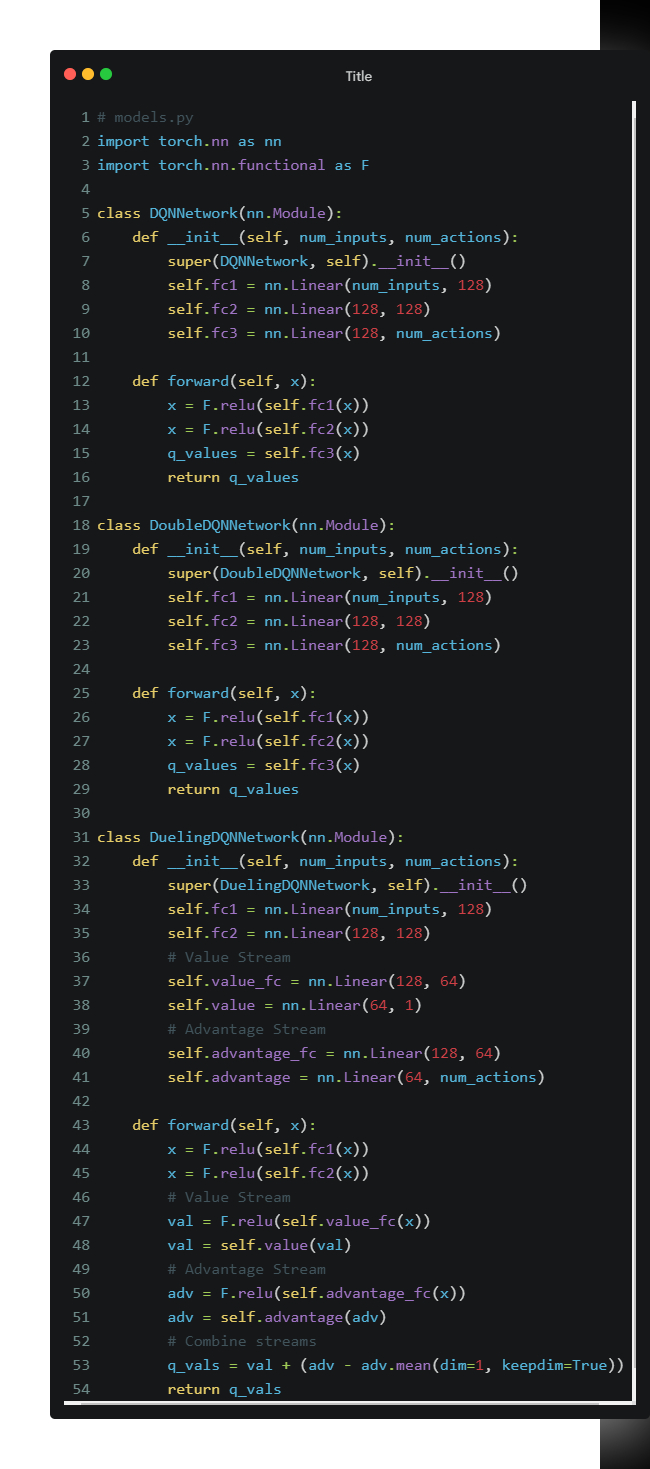 Title
1 # models.py
2 import torch.nn as nn
3 import torch.nn.functional as F
4
5 class DQNNetwork(nn.Module):
6     def __init__(self, num_inputs, num_actions):
7         super(DQNNetwork, self).__init__()
8         self.fc1 = nn.Linear(num_inputs, 128)
9         self.fc2 = nn.Linear(128, 128)
10         self.fc3 = nn.Linear(128, num_actions)
11
12     def forward(self, x):
13         x = F.relu(self.fc1(x))
14         x = F.relu(self.fc2(x))
15         q_values = self.fc3(x)
16         return q_values
17
18 class DoubleDQNNetwork(nn.Module):
19     def __init__(self, num_inputs, num_actions):
20         super(DoubleDQNNetwork, self).__init__()
21         self.fc1 = nn.Linear(num_inputs, 128)
22         self.fc2 = nn.Linear(128, 128)
23         self.fc3 = nn.Linear(128, num_actions)
24
25     def forward(self, x):
26         x = F.relu(self.fc1(x))
27         x = F.relu(self.fc2(x))
28         q_values = self.fc3(x)
29         return q_values
30
31 class DuelingDQNNetwork(nn.Module):
32     def __init__(self, num_inputs, num_actions):
33         super(DuelingDQNNetwork, self).__init__()
34         self.fc1 = nn.Linear(num_inputs, 128)
35         self.fc2 = nn.Linear(128, 128)
36         # Value Stream
37         self.value_fc = nn.Linear(128, 64)
38         self.value = nn.Linear(64, 1)
39         # Advantage Stream
40         self.advantage_fc = nn.Linear(128, 64)
41         self.advantage = nn.Linear(64, num_actions)
42
43     def forward(self, x):
44         x = F.relu(self.fc1(x))
45         x = F.relu(self.fc2(x))
46         # Value Stream
47         val = F.relu(self.value_fc(x))
48         val = self.value(val)
49         # Advantage Stream
50         adv = F.relu(self.advantage_fc(x))
51         adv = self.advantage(adv)
52         # Combine streams
53         q_vals = val + (adv - adv.mean(dim=1, keepdim=True))
54         return q_vals